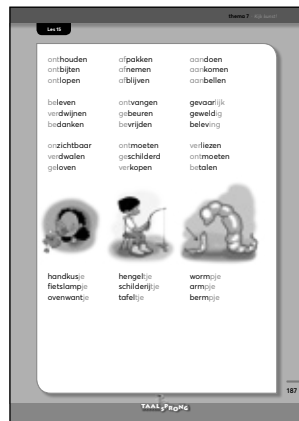 thema 7
Les 15
onthouden afpakken aandoen
ontbijten afnemen aankomen
ontlopen afblijven aanbellen
beleven ontvangen gevaarlijk
verdwijnen gebeuren geweldig
bedanken bevrijden beleving
onzichtbaar ontmoeten verliezen
verdwalen geschilderd ontmoeten
geloven verkopen betalen
handkusje hengeltje wormpje
fietslampje schilderijtje armpje
ovenwantje tafeltje bermpje
187
TAALSPRONG